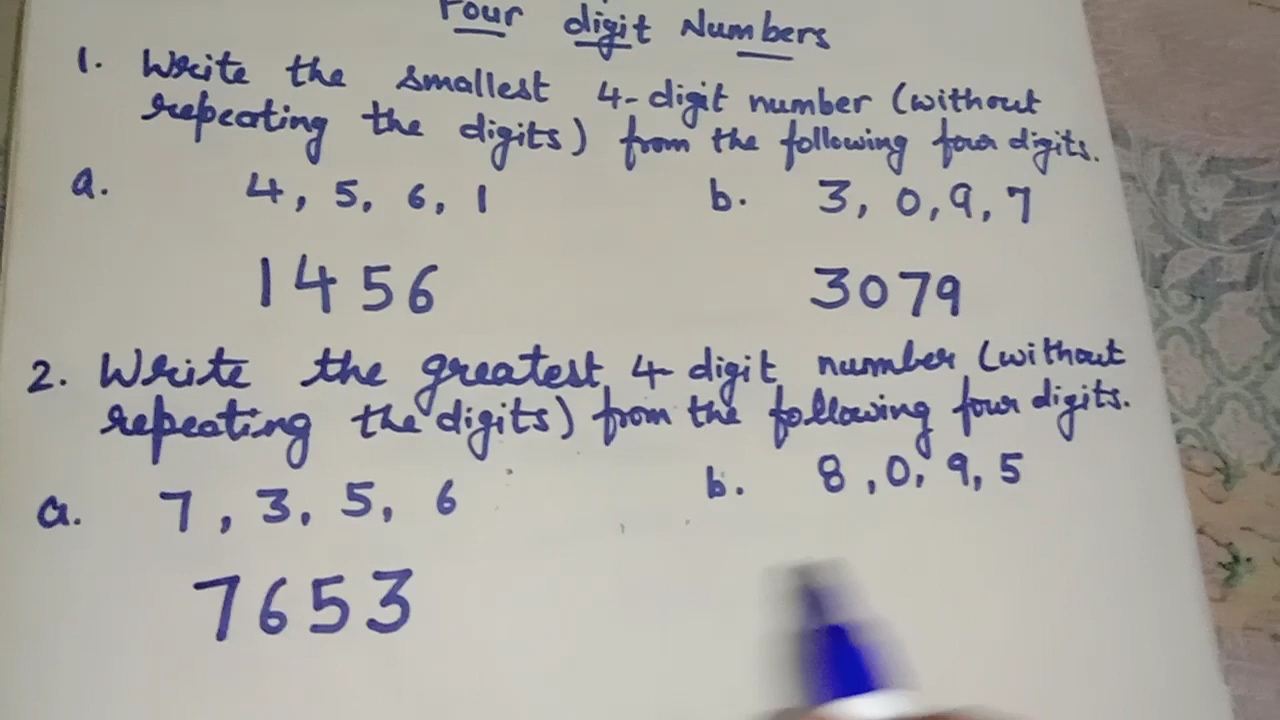 Four digit Numbers
1. Write the smallest 4-digit number (without
repeating the digits) from the following four digits.
a. 4, 5, 6, 1 b. 3, 0, 9, 7
1456 3079
2. Write the greatest 4-digit number (without
repeating the digits) from the following four digits.
a. 7, 3, 5, 6 b. 8, 0, 9, 5
7653